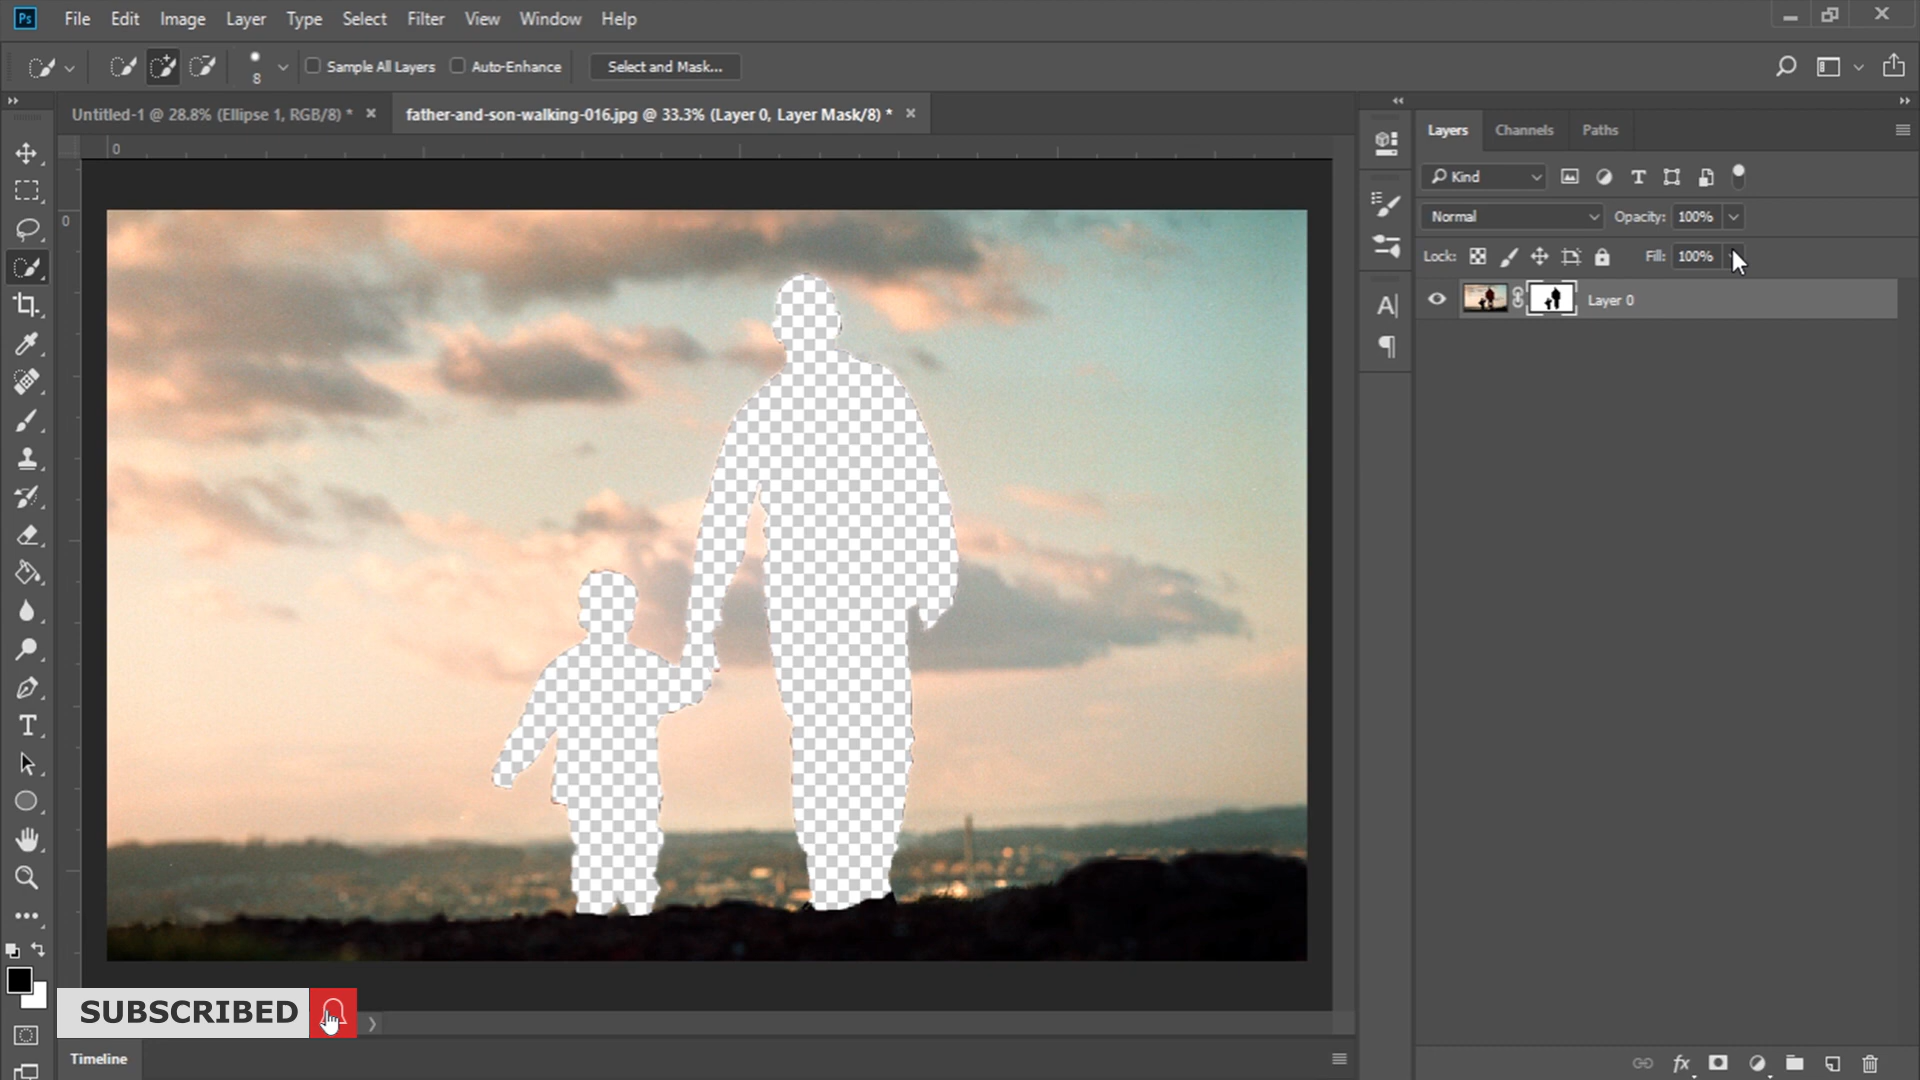 Ps File Edit Image Layer Type Select Filter View Window Help
8 Sample All Layers Auto-Enhance Select and Mask...
Untitled-1 @ 28.8% (Ellipse 1, RGB/8) * father-and-son-walking-016.jpg @ 33.3% (Layer 0, Layer Mask/8) *
0
0
Layers Channels Paths
Kind
Normal Opacity: 100%
Lock: Fill: 100%
Layer 0
SUBSCRIBED
Timeline
fx